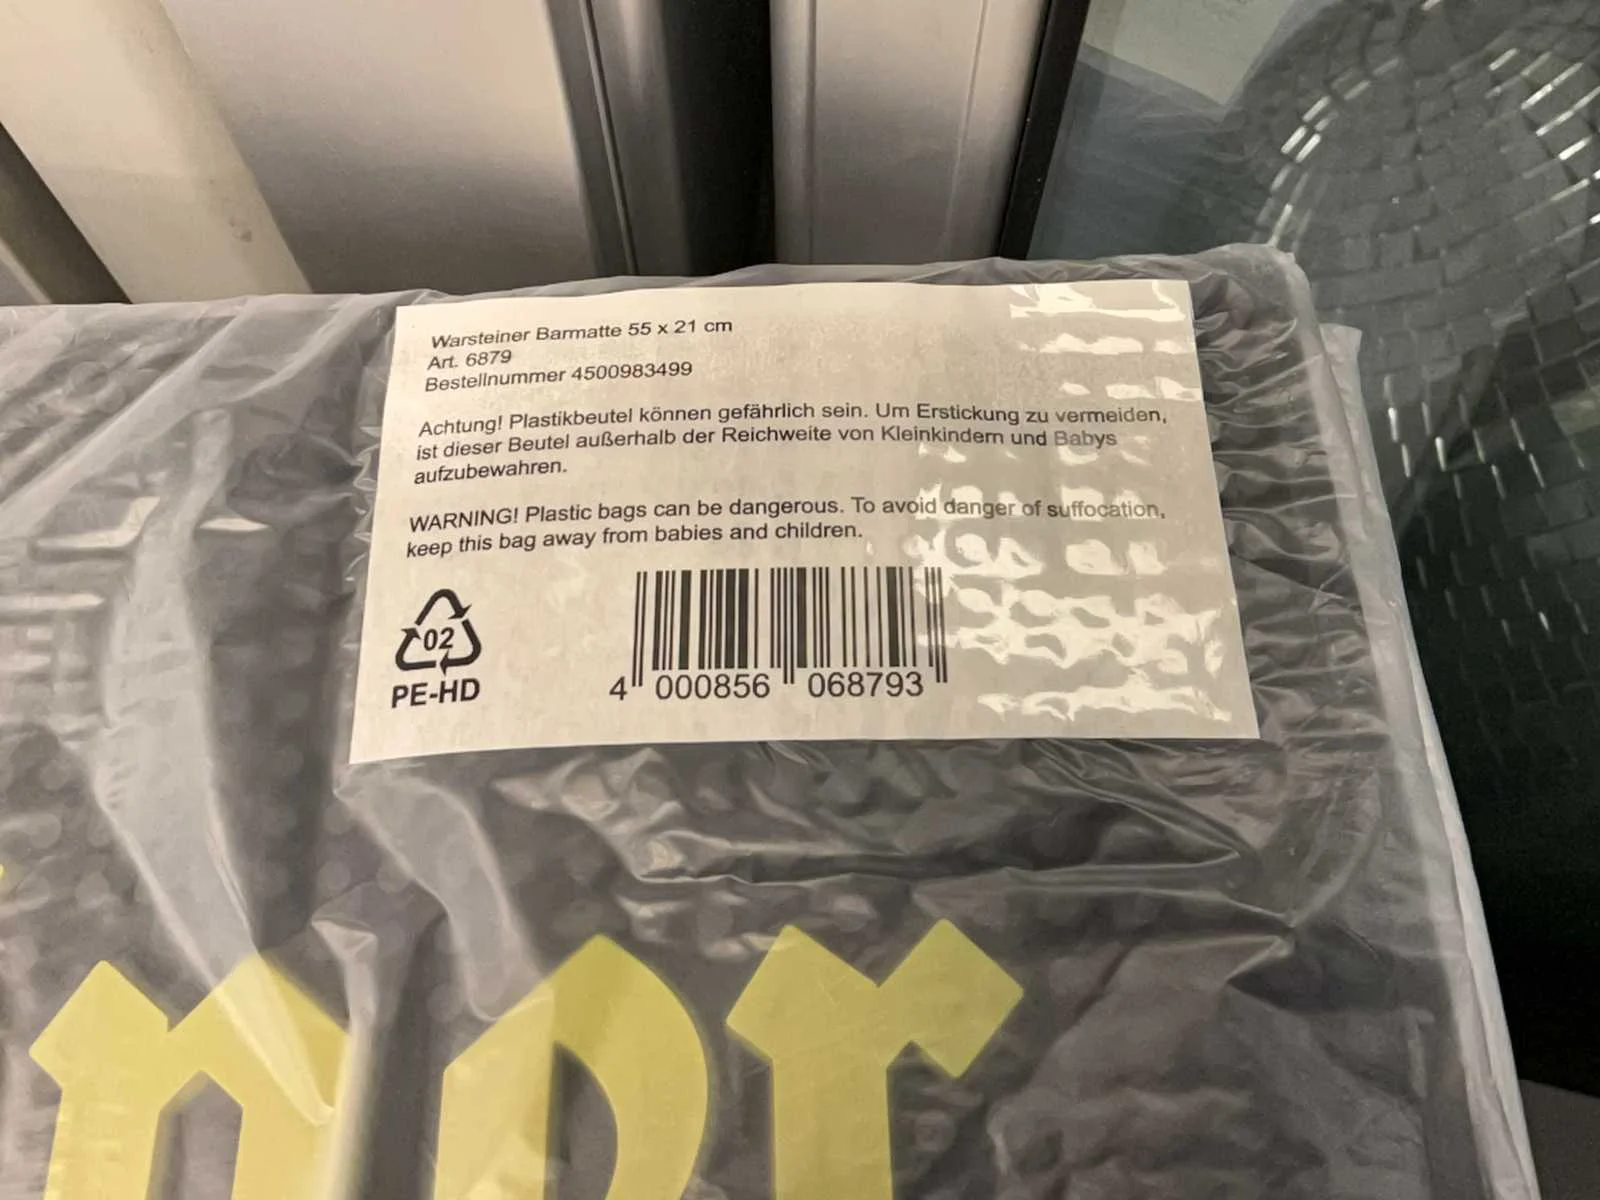 Warsteiner Barmatte 55 x 21 cm
Art. 6879
Bestellnummer 4500983499
Achtung! Plastikbeutel können gefährlich sein. Um Erstickung zu vermeiden,
ist dieser Beutel außerhalb der Reichweite von Kleinkindern und Babys
aufzubewahren.
WARNING! Plastic bags can be dangerous. To avoid danger of suffocation,
keep this bag away from babies and children.
02
PE-HD
4 000856 068793
ner